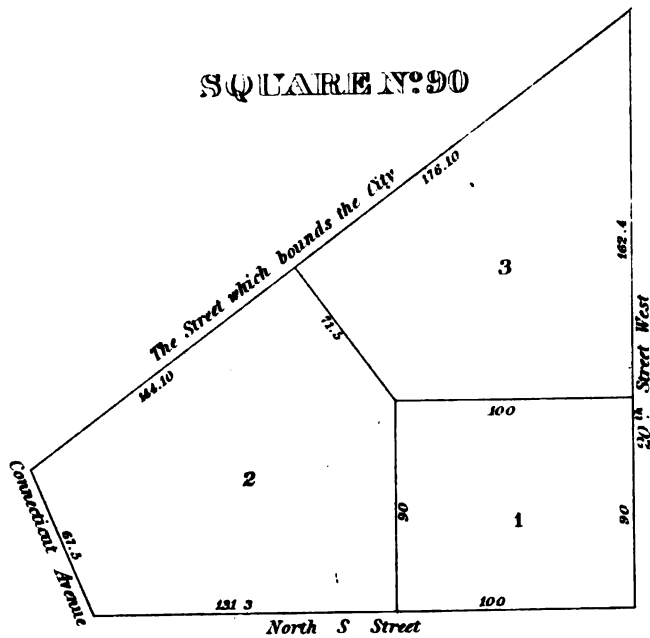 SQUARE No. 90
176.10
The Street which bounds the City
3
162.4
71.5
144.10
100
20th Street West
2
Connecticut Avenue
67.5
90
1
90
131 3
100
North S Street